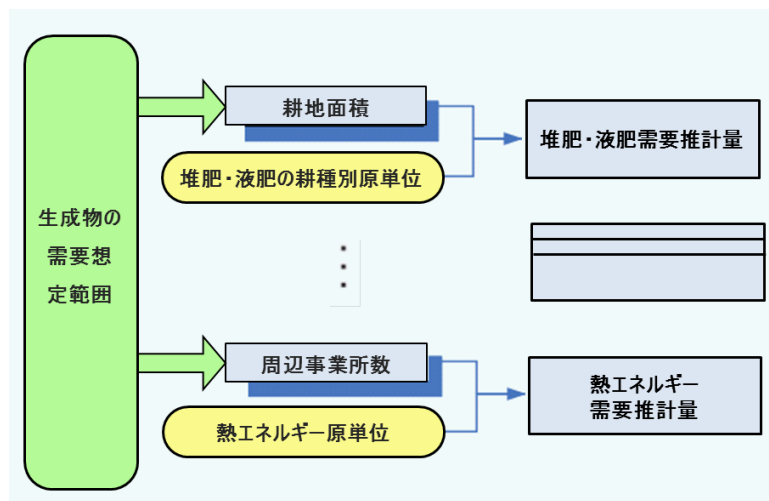 生成物の
需要想
定範囲
耕地面積
堆肥・液肥の耕種別原単位
堆肥・液肥需要推計量
周辺事業所数
熱エネルギー原単位
熱エネルギー
需要推計量